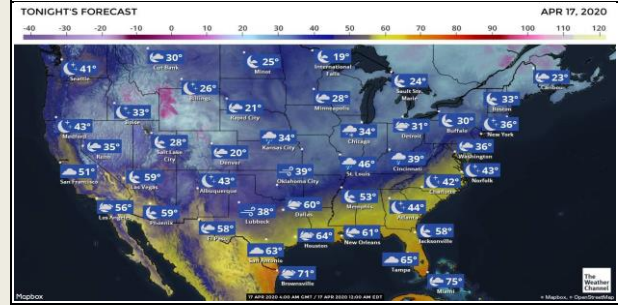 TONIGHT'S FORECAST
APR 17, 2020
-40 -30 -20 -10 0 10 20 30 40 50 60 70 80 90 100 110 120
41°
Seattle
30°
Cut Bank
25°
Minot
19°
International
Falls
24°
Sault Ste.
Marie
23°
Caribou
26°
Billings
28°
Minneapolis
33°
Boise
21°
Rapid City
33°
Boston
43°
Medford
30°
Buffalo
36°
New York
35°
Reno
28°
Salt Lake
City
20°
Denver
34°
Kansas City
34°
Chicago
31°
Detroit
36°
Washington
51°
San Francisco
59°
Las Vegas
43°
Albuquerque
39°
Oklahoma City
46°
St. Louis
39°
Cincinnati
43°
Norfolk
42°
Charlotte
56°
Los Angeles
59°
Phoenix
58°
El Paso
38°
Lubbock
60°
Dallas
53°
Memphis
44°
Atlanta
63°
San Antonio
64°
Houston
61°
New Orleans
58°
Jacksonville
71°
Brownsville
65°
Tampa
75°
Miami
The
Weather
Channel
Mapbox
17 APR 2020 4:00 AM GMT / 17 APR 2020 12:00 AM EDT
© Mapbox, © OpenStreetMap